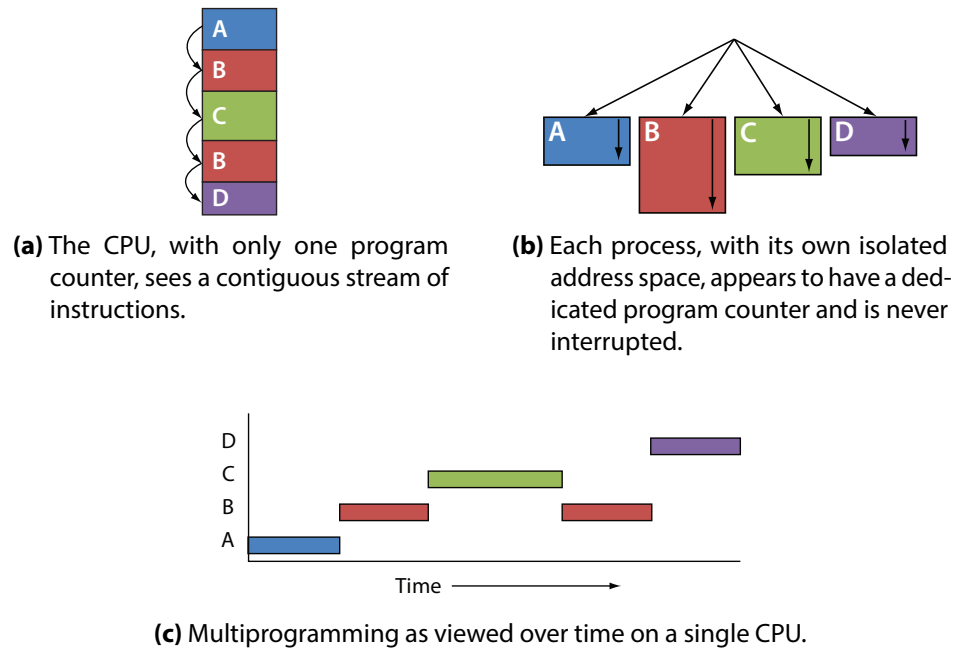 A
B
C
B
D
A
B
C
D
(a) The CPU, with only one program
counter, sees a contiguous stream of
instructions.
(b) Each process, with its own isolated
address space, appears to have a ded-
icated program counter and is never
interrupted.
D
C
B
A
Time
(c) Multiprogramming as viewed over time on a single CPU.